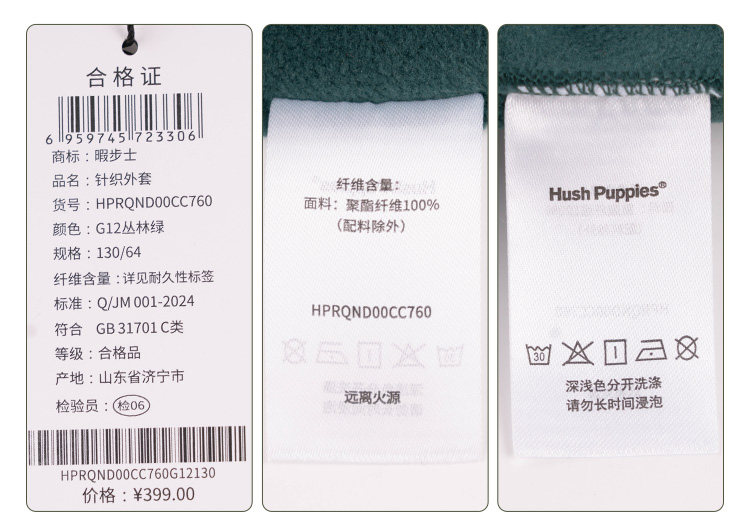 合格证
6 959745 723306
商标：暇步士
品名：针织外套
货号：HPRQND00CC760
颜色：G12丛林绿
规格：130/64
纤维含量：详见耐久性标签
标准：Q/JM 001-2024
符合 GB 31701 C类
等级：合格品
产地：山东省济宁市
检验员：检06
HPRQND00CC760G12130
价格：¥399.00
纤维含量：
面料：聚酯纤维100%
（配料除外）
HPRQND00CC760
远离火源
Hush Puppies®
30
深浅色分开洗涤
请勿长时间浸泡